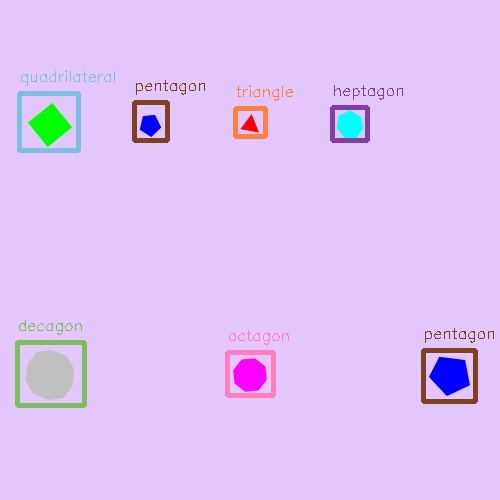 quadrilateral
pentagon
triangle
heptagon
decagon
octagon
pentagon